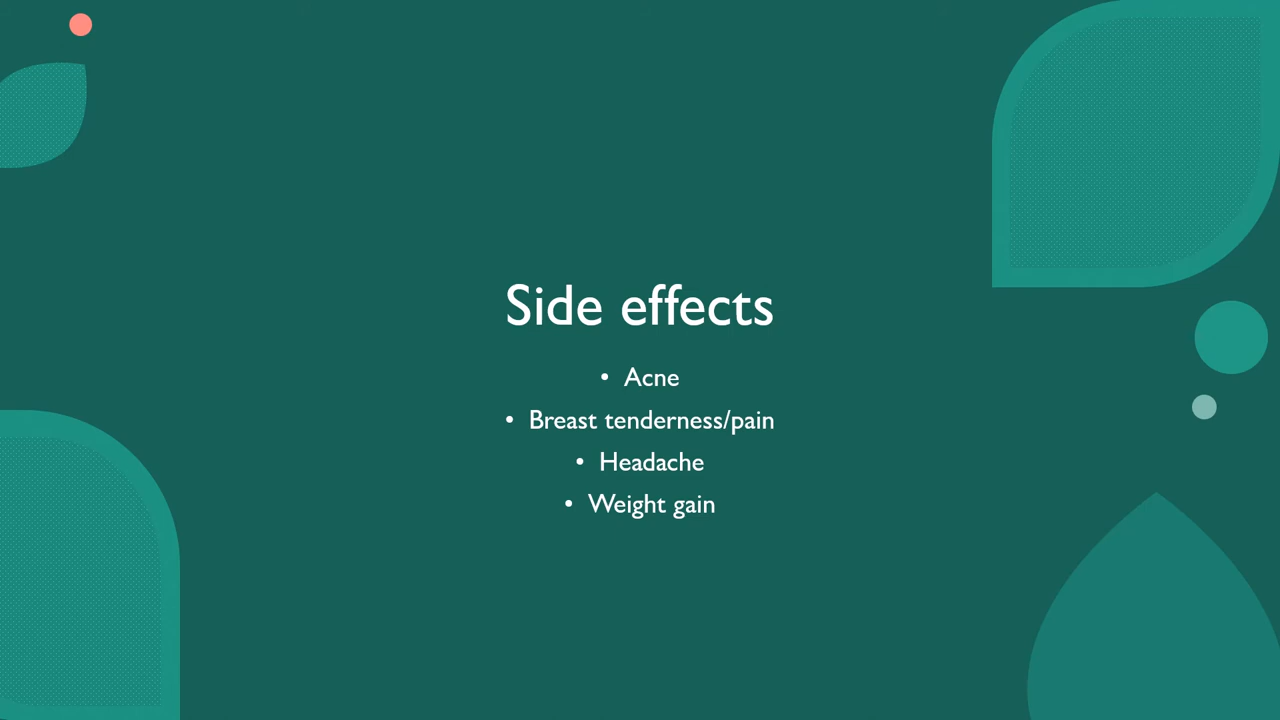 Side effects
• Acne
• Breast tenderness/pain
• Headache
• Weight gain